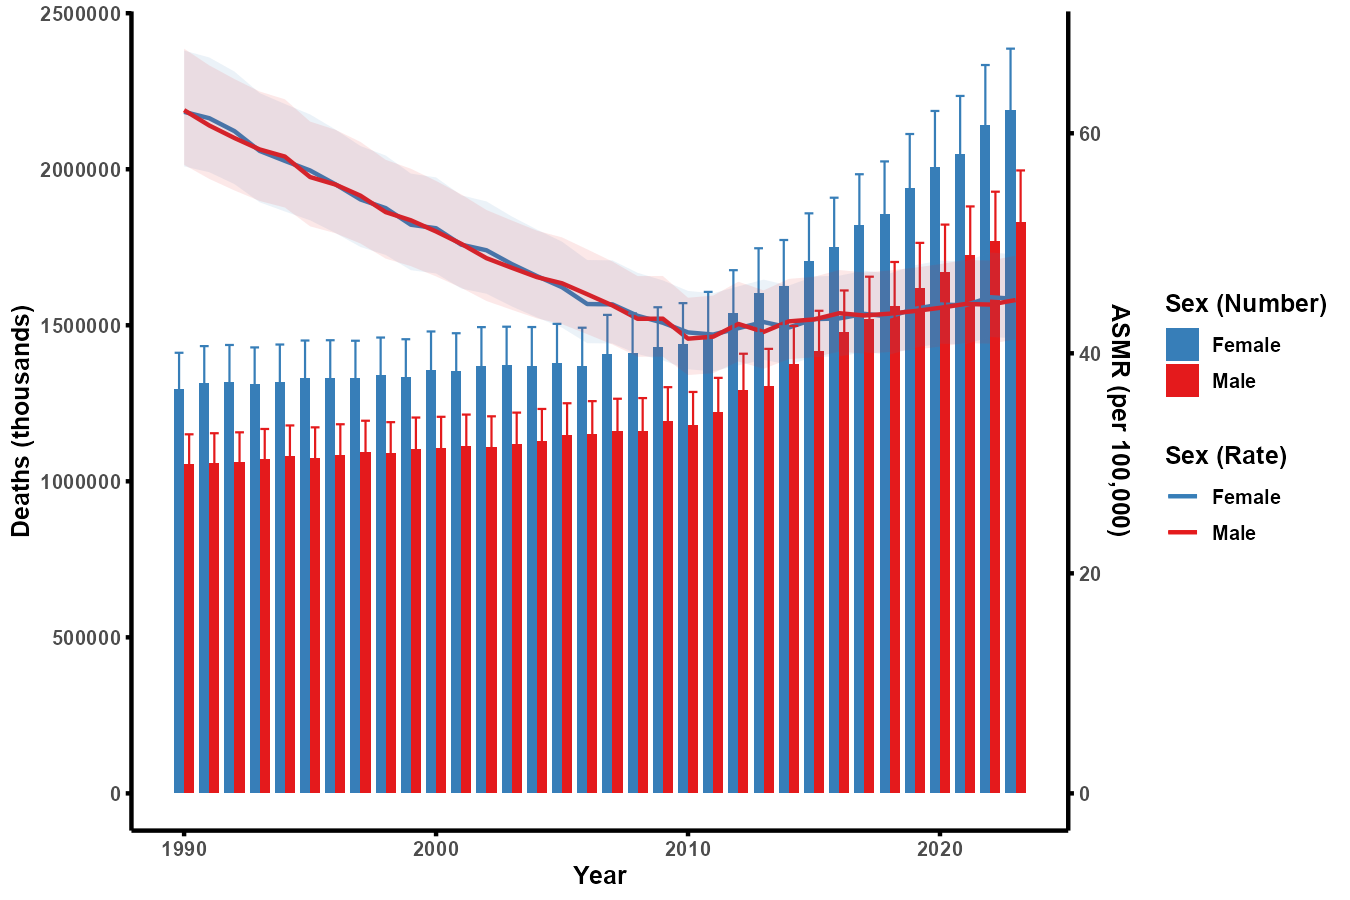 2500000
2000000
1500000
1000000
500000
0
Deaths (thousands)
1990
2000
2010
2020
Year
60
40
20
0
ASMR (per 100,000)
Sex (Number)
Female
Male
Sex (Rate)
Female
Male